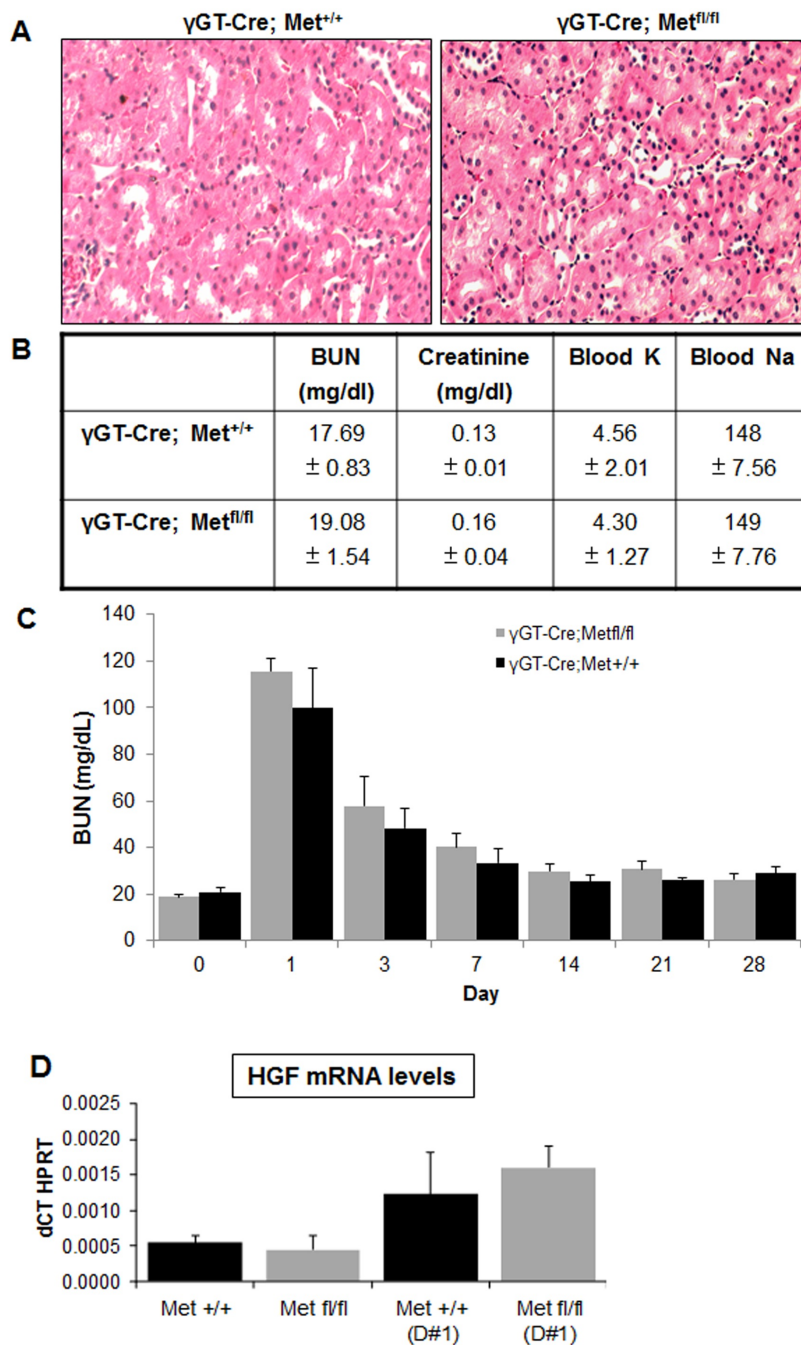 A
γGT-Cre; Met+/+
γGT-Cre; Metfl/fl
B
BUN (mg/dl)
Creatinine (mg/dl)
Blood K
Blood Na
γGT-Cre; Met+/+
17.69 ± 0.83
0.13 ± 0.01
4.56 ± 2.01
148 ± 7.56
γGT-Cre; Metfl/fl
19.08 ± 1.54
0.16 ± 0.04
4.30 ± 1.27
149 ± 7.76
C
γGT-Cre;Metfl/fl
γGT-Cre;Met+/+
BUN (mg/dL)
140
120
100
80
60
40
20
0
0 1 3 7 14 21 28
Day
D
HGF mRNA levels
dCT HPRT
0.0025
0.0020
0.0015
0.0010
0.0005
0.0000
Met +/+
Met fl/fl
Met +/+ (D#1)
Met fl/fl (D#1)